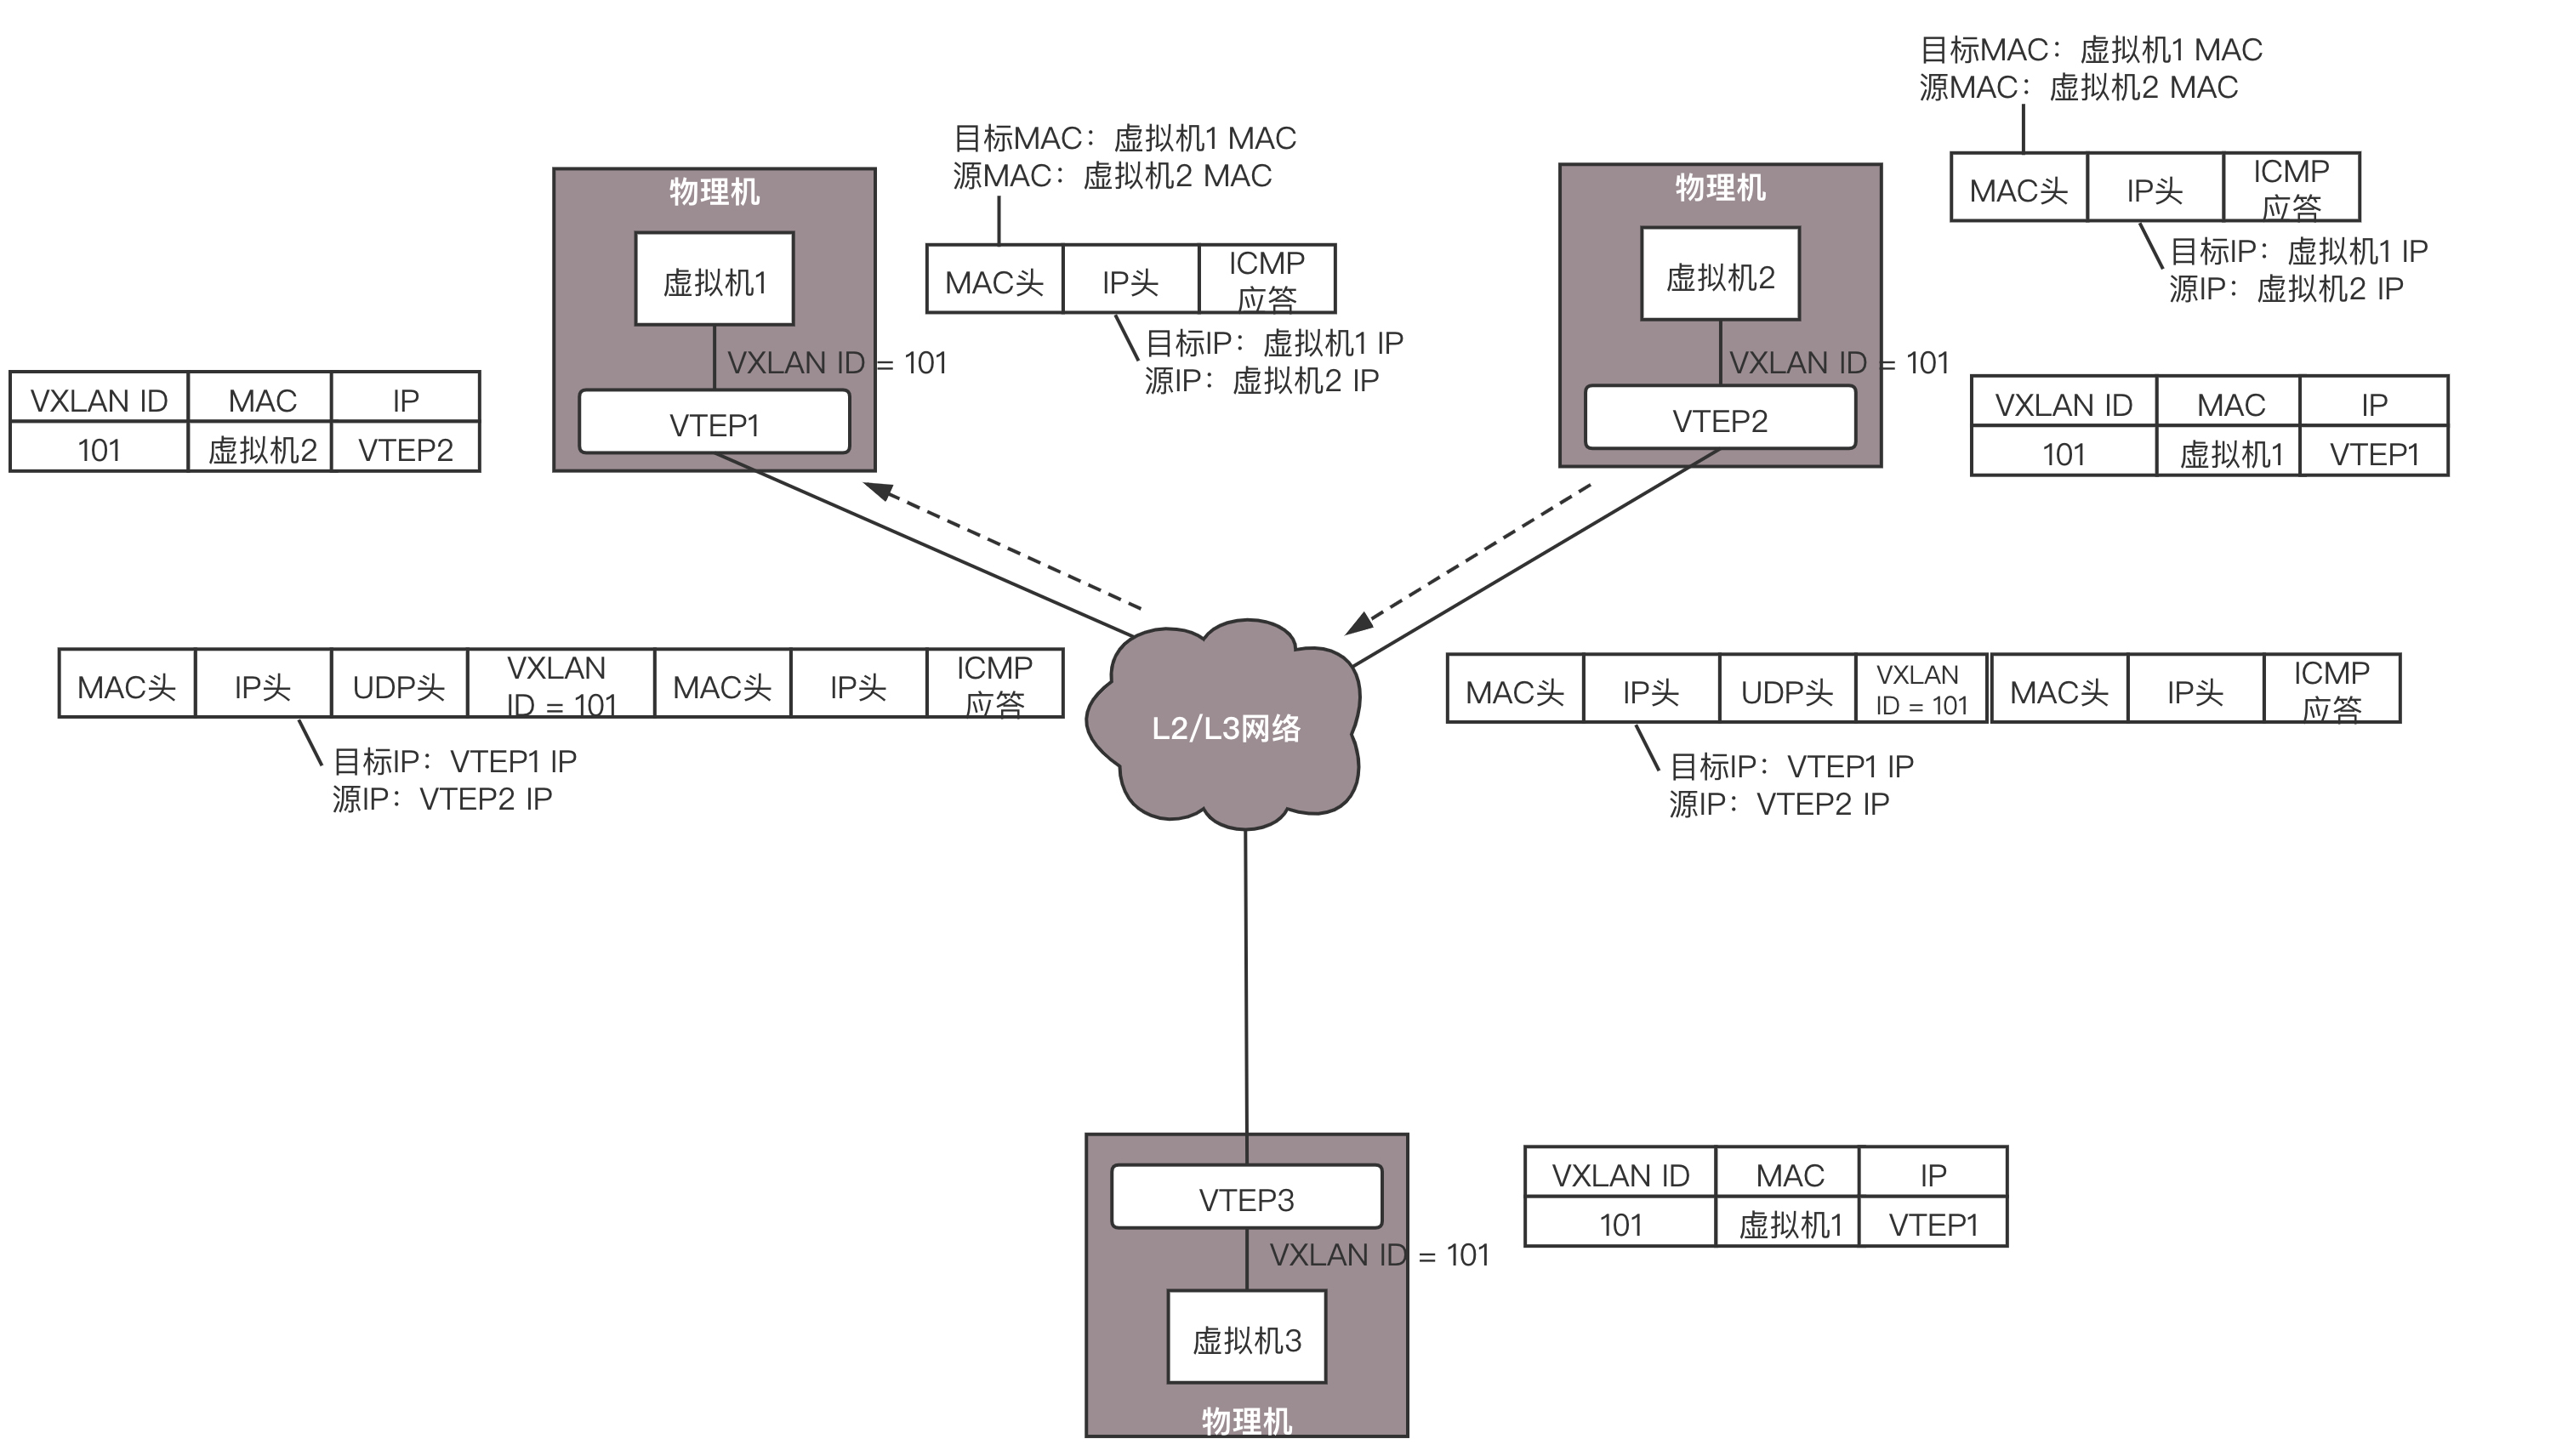 目标MAC：虚拟机1 MAC
源MAC：虚拟机2 MAC
MAC头 IP头 ICMP
应答
目标IP：虚拟机1 IP
源IP：虚拟机2 IP
目标MAC：虚拟机1 MAC
源MAC：虚拟机2 MAC
MAC头 IP头 ICMP
应答
目标IP：虚拟机1 IP
源IP：虚拟机2 IP
物理机
虚拟机1
VXLAN ID = 101
VTEP1
物理机
虚拟机2
VXLAN ID = 101
VTEP2
VXLAN ID MAC IP
101 虚拟机2 VTEP2
VXLAN ID MAC IP
101 虚拟机1 VTEP1
MAC头 IP头 UDP头 VXLAN
ID = 101 MAC头 IP头 ICMP
应答
目标IP：VTEP1 IP
源IP：VTEP2 IP
L2/L3网络
MAC头 IP头 UDP头 VXLAN
ID = 101 MAC头 IP头 ICMP
应答
目标IP：VTEP1 IP
源IP：VTEP2 IP
VTEP3
VXLAN ID = 101
虚拟机3
物理机
VXLAN ID MAC IP
101 虚拟机1 VTEP1